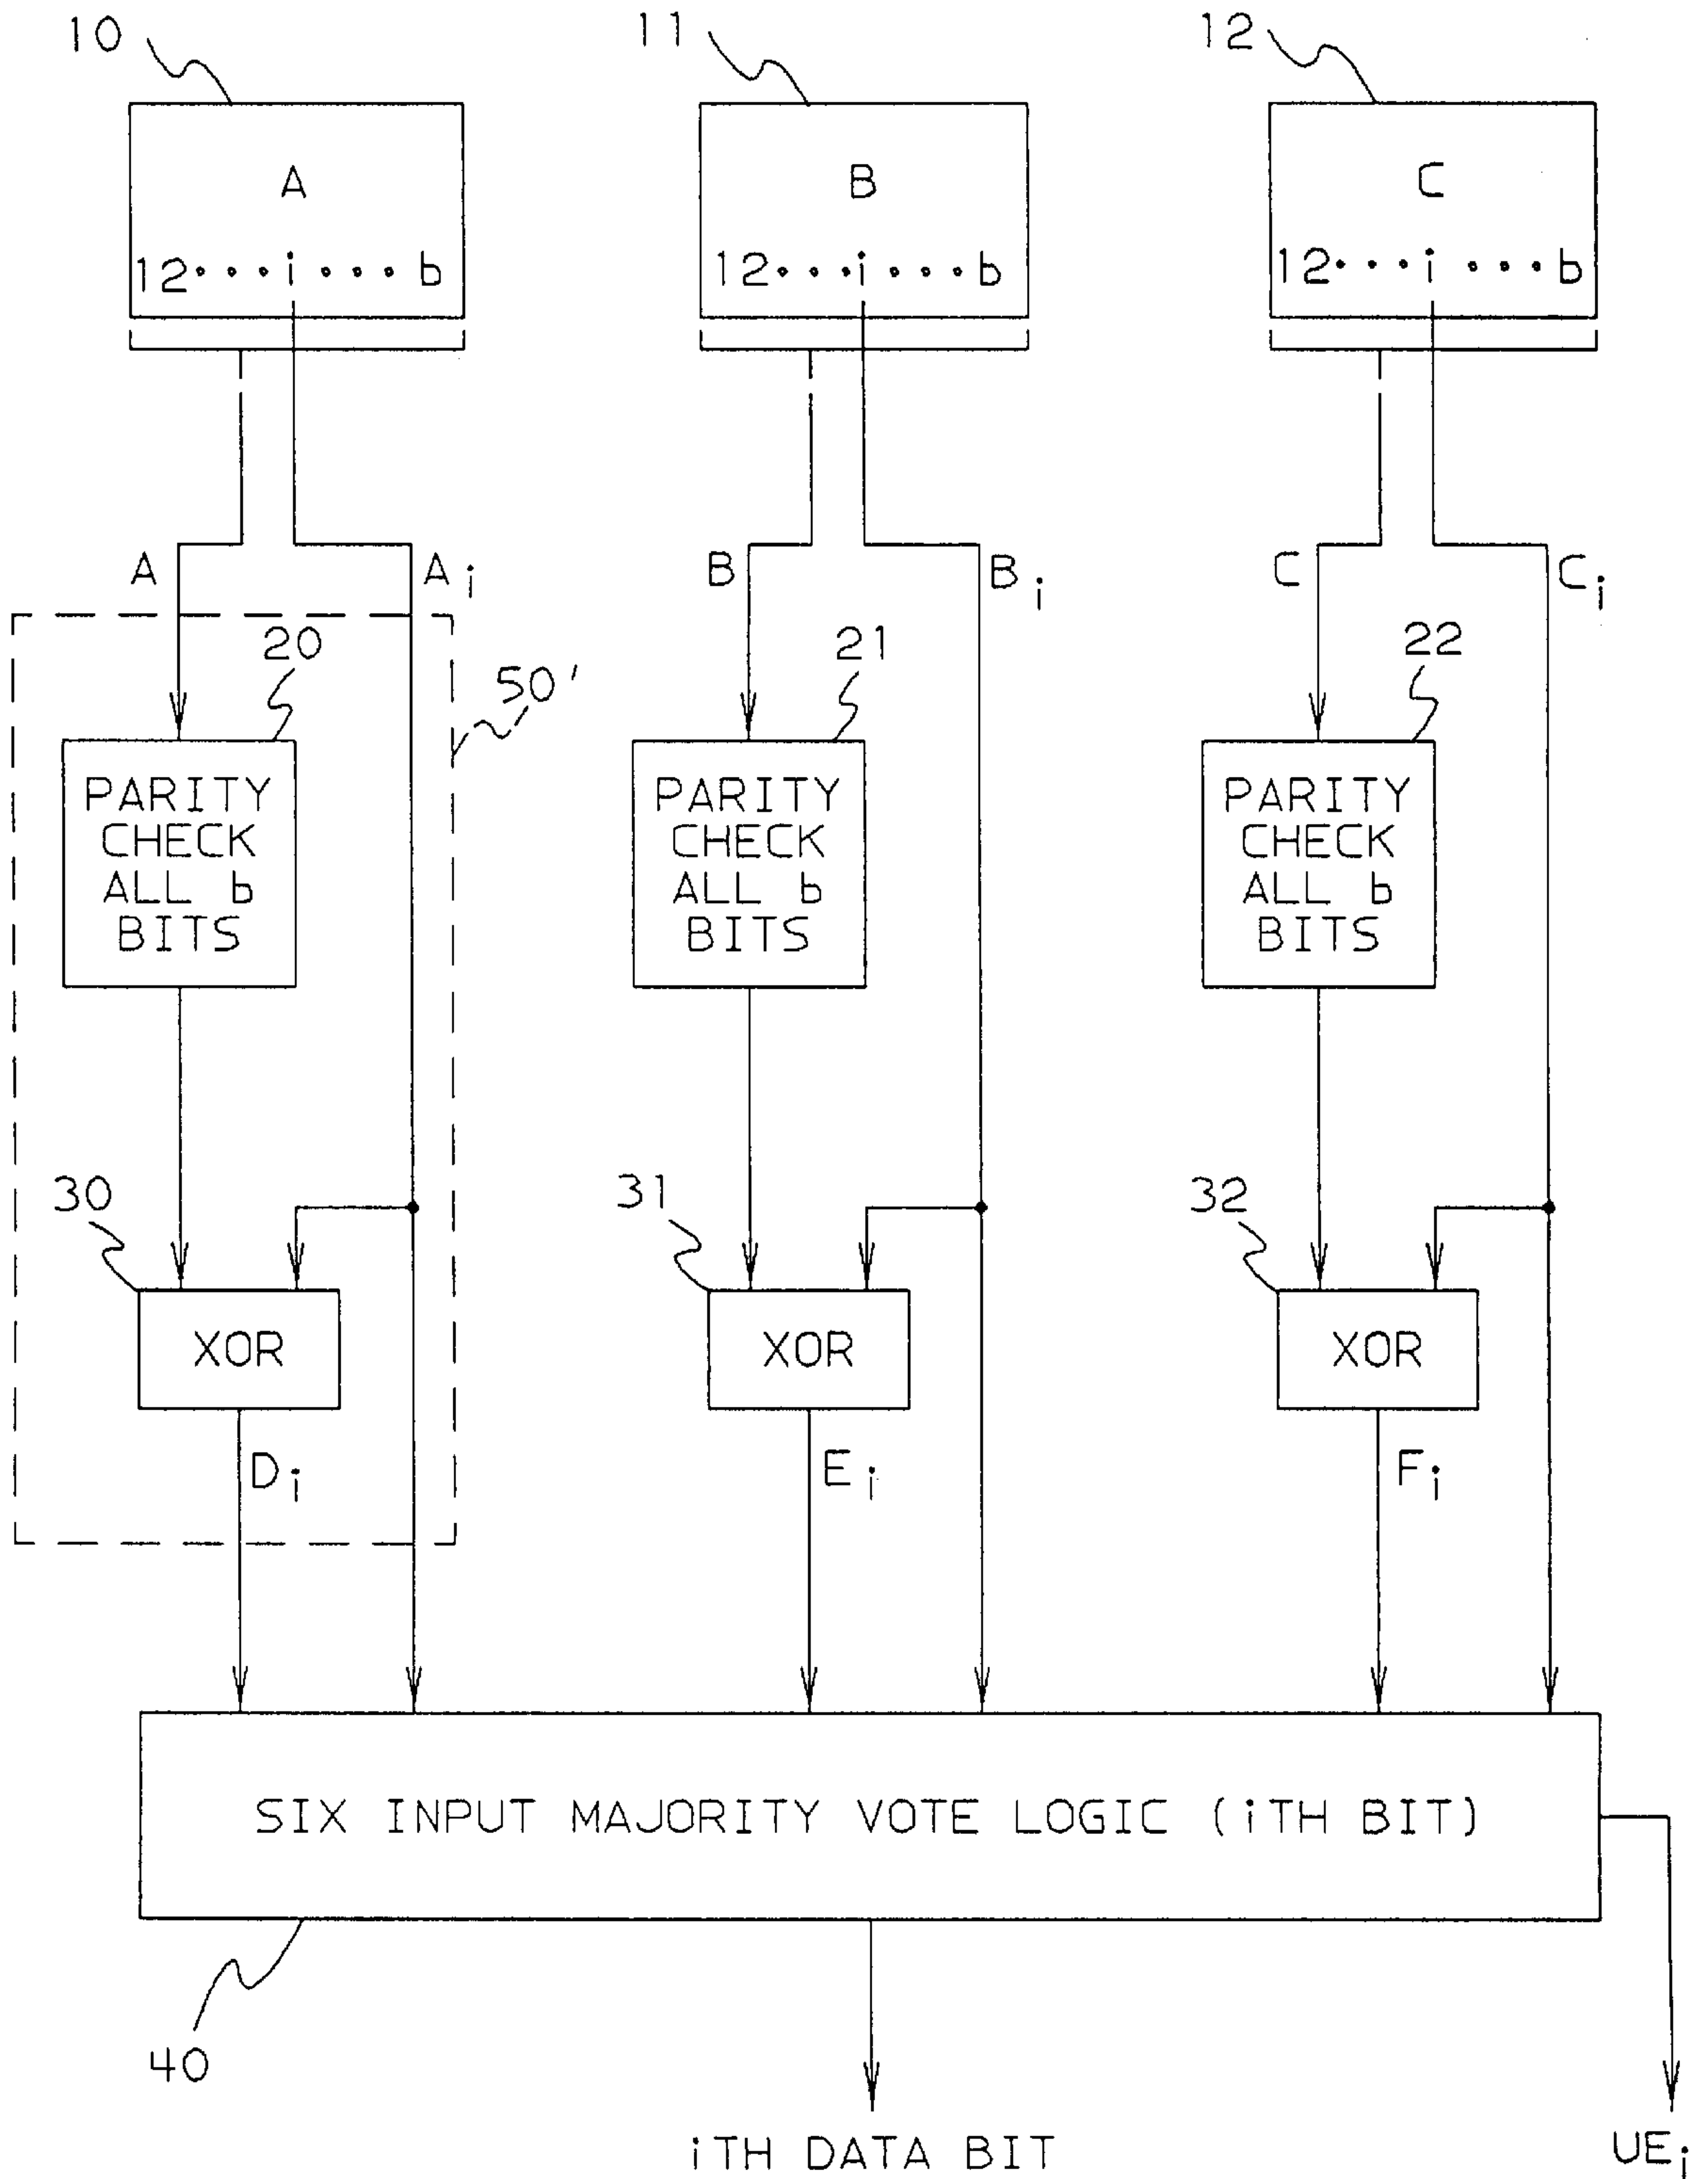 10
11
12
A
B
C
12....i....b
12....i....b
12....i....b
A
Ai
B
Bi
C
Ci
20
21
22
50'
PARITY
CHECK
ALL b
BITS
PARITY
CHECK
ALL b
BITS
PARITY
CHECK
ALL b
BITS
30
31
32
XOR
XOR
XOR
Di
Ei
Fi
SIX INPUT MAJORITY VOTE LOGIC (iTH BIT)
40
iTH DATA BIT
UEi